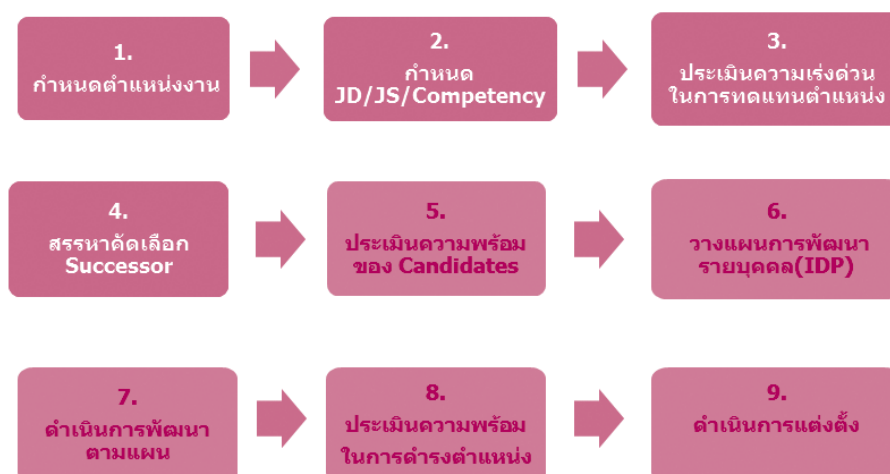 1.
กำหนดตำแหน่งงาน
2.
กำหนด
JD/JS/Competency
3.
ประเมินความเร่งด่วน
ในการทดแทนตำแหน่ง
4.
สรรหาคัดเลือก
Successor
5.
ประเมินความพร้อม
ของ Candidates
6.
วางแผนการพัฒนา
รายบุคคล(IDP)
7.
ดำเนินการพัฒนา
ตามแผน
8.
ประเมินความพร้อม
ในการดำรงตำแหน่ง
9.
ดำเนินการแต่งตั้ง